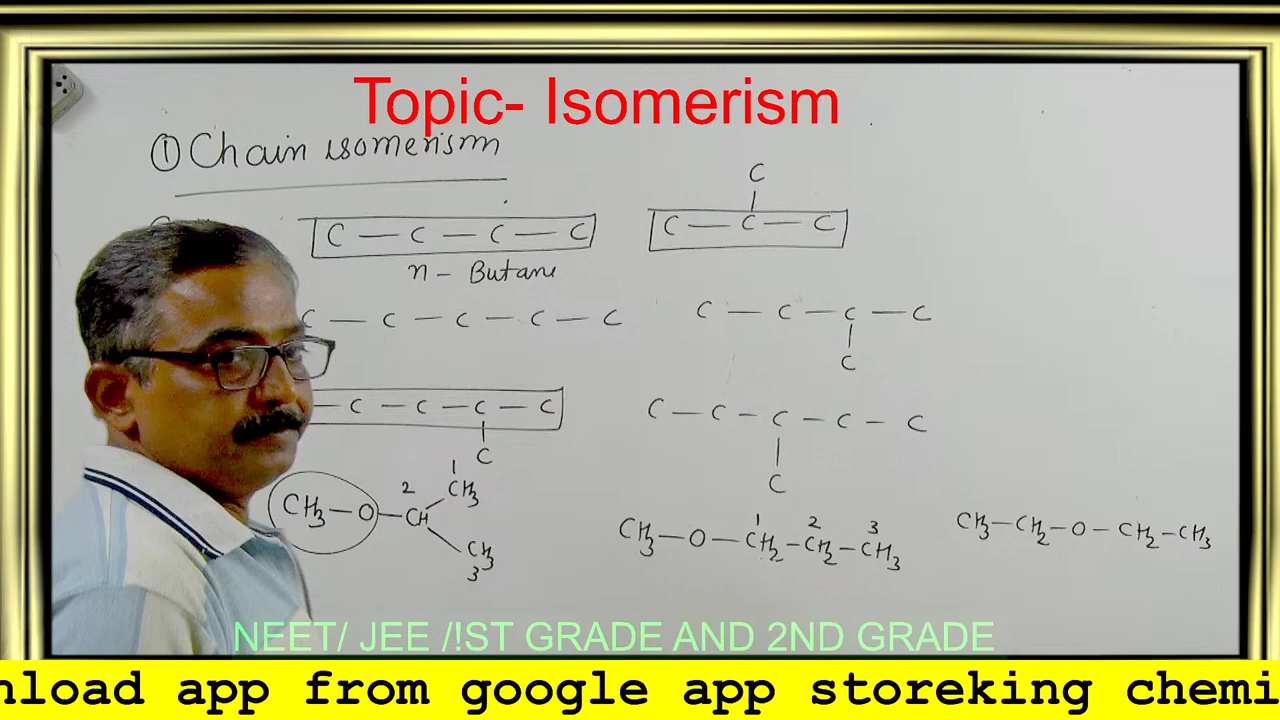 Topic- Isomerism
① Chain isomerism
C
C — C — C — C
C — C — C
n - Butane
C — C — C — C — C
C — C — C — C
C
— C — C — C — C
C — C — C — C — C
C
C
CH₃—O—CH
2
1
CH₃
CH₃
3
CH₃—O—CH₂—CH₂—CH₃
1 2 3
CH₃—CH₂—O—CH₂—CH₃
NEET/ JEE /!ST GRADE AND 2ND GRADE
nload app from google app storeking chemi